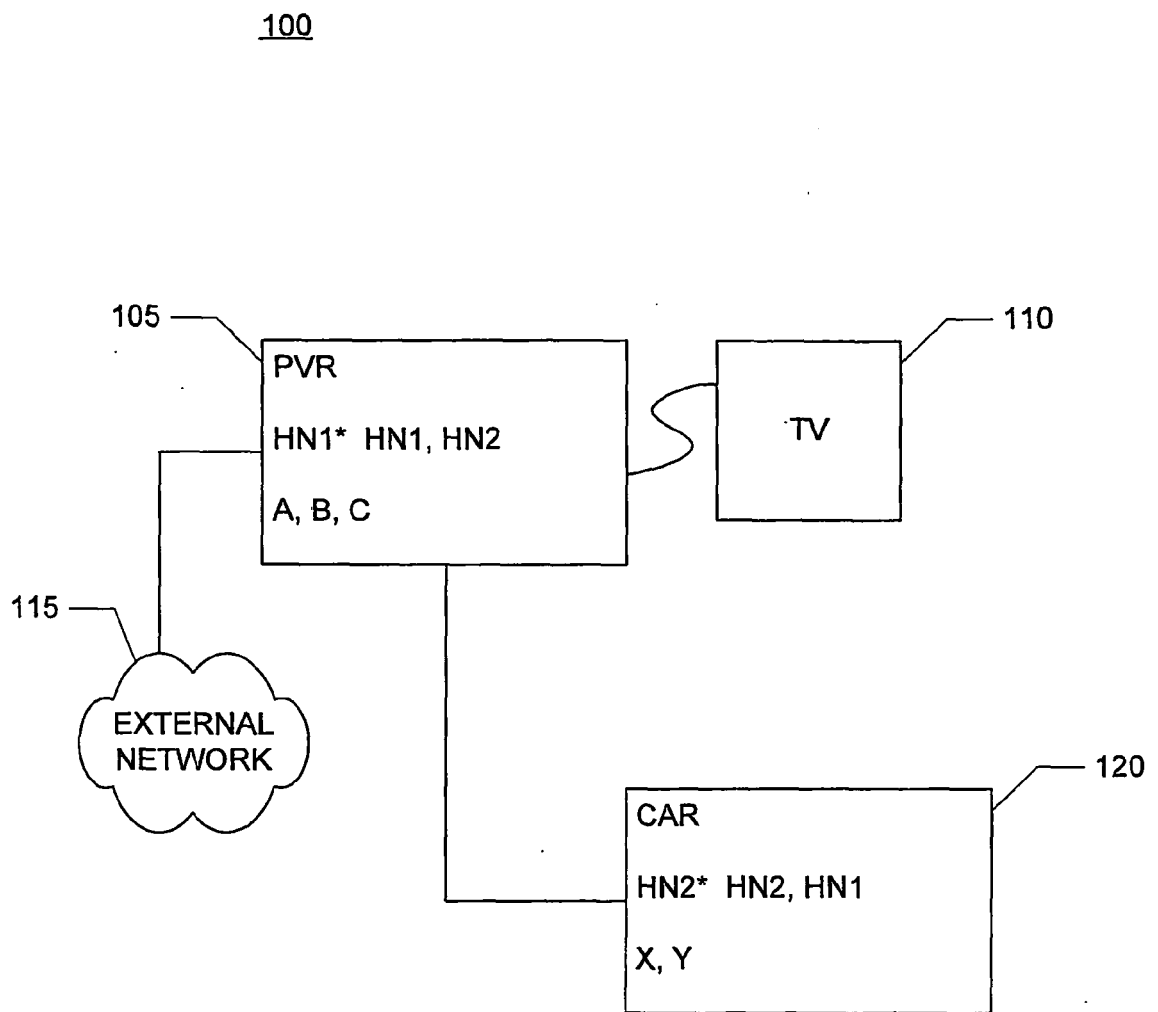 100
105
110
PVR
HN1* HN1, HN2
A, B, C
TV
115
EXTERNAL
NETWORK
120
CAR
HN2* HN2, HN1
X, Y